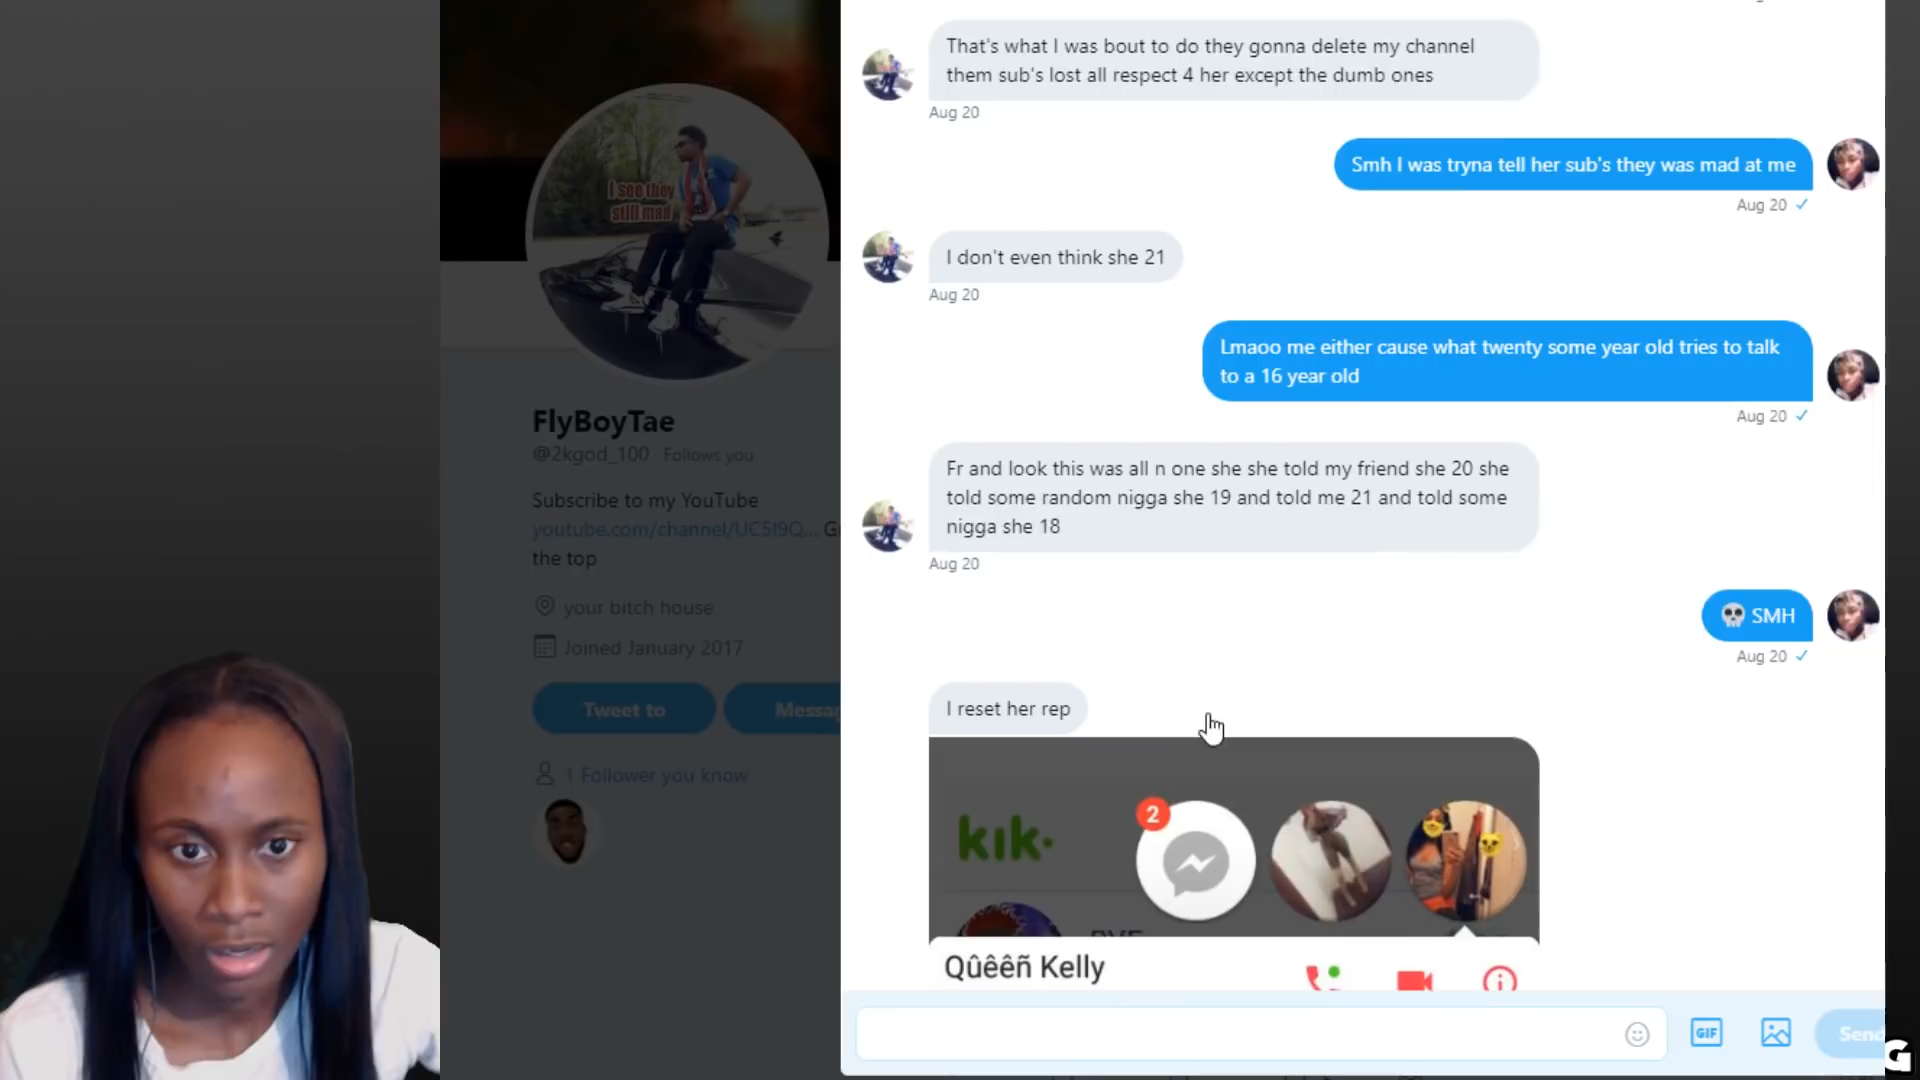 That's what I was bout to do they gonna delete my channel
them sub's lost all respect 4 her except the dumb ones
Aug 20
Smh I was tryna tell her sub's they was mad at me
Aug 20
I don't even think she 21
Aug 20
Lmaoo me either cause what twenty some year old tries to talk
to a 16 year old
Aug 20
Fr and look this was all n one she she told my friend she 20 she
told some random nigga she 19 and told me 21 and told some
nigga she 18
Aug 20
💀 SMH
Aug 20
I reset her rep
kik.
2
Qûêêñ Kelly
GIF
Send
I see they
still mad
FlyBoyTae
@2kgod_100 Follows you
Subscribe to my YouTube
youtube.com/channel/UC5I9Q...
the top
your bitch house
Joined January 2017
Tweet to
Messag
1 Follower you know
G